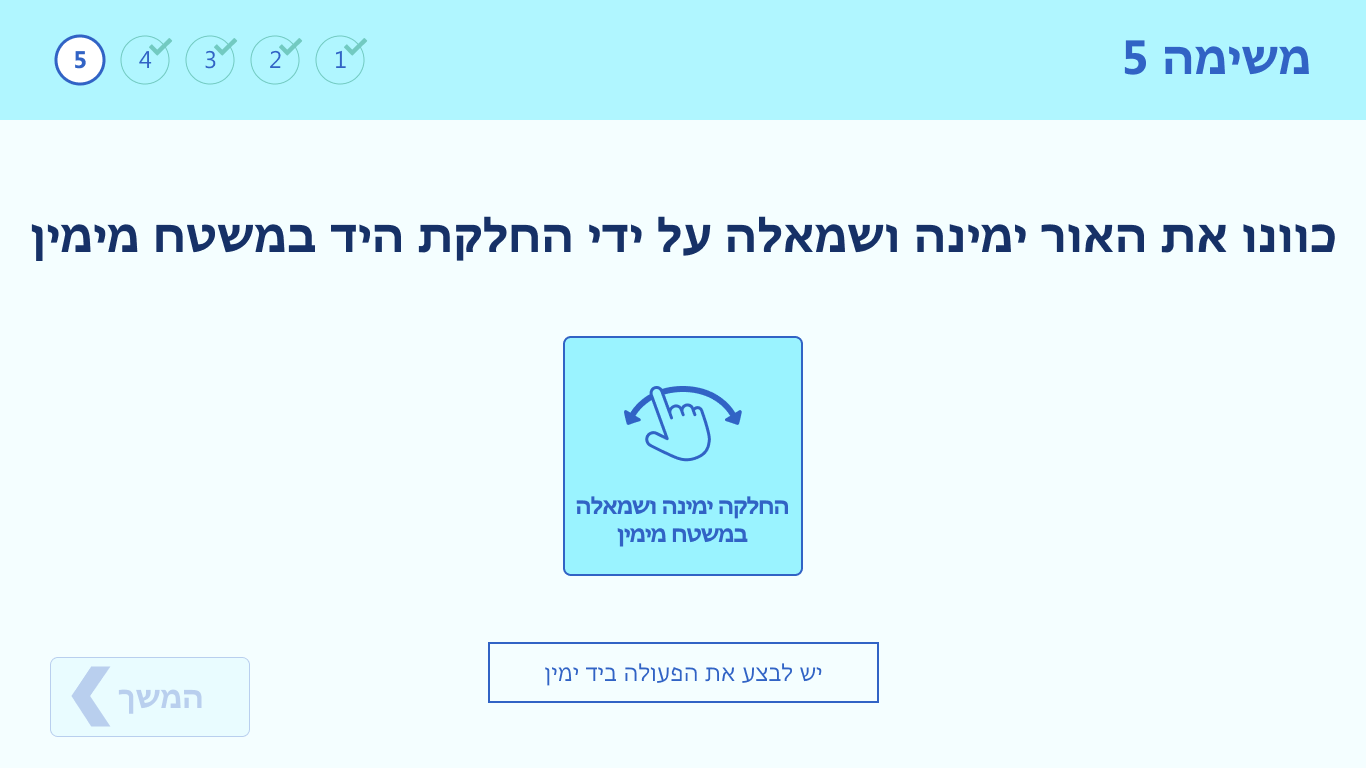 משימה 5
1 2 3 4 5
כוונו את האור ימינה ושמאלה על ידי החלקת היד במשטח מימין
החלקה ימינה ושמאלה
במשטח מימין
יש לבצע את הפעולה ביד ימין
המשך